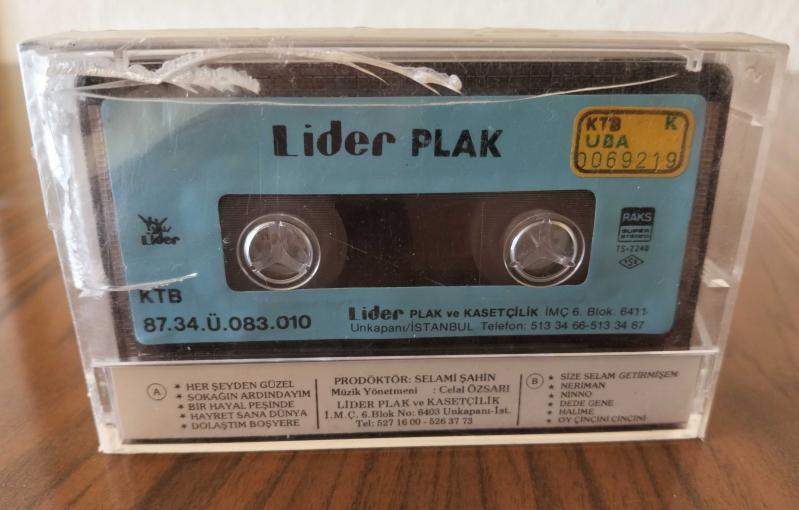 Lider PLAK
KTB K
UBA
0069219
Lider
RAKS
SUPER
STEREO
TS-2240
TSE
KTB
87.34.Ü.083.010
Lider PLAK ve KASETÇİLİK İMÇ 6. Blok. 6411
Unkapanı/İSTANBUL Telefon: 513 34 66-513 34 67
A
★ HER ŞEYDEN GÜZEL
★ SOKAĞIN ARDINDAYIM
★ BİR HAYAL PEŞİNDE
★ HAYRET SANA DÜNYA
★ DOLAŞTIM BOŞYERE
PRODÖKTÖR: SELAMİ ŞAHİN
Müzik Yönetmeni : Celal ÖZSARI
LİDER PLAK ve KASETÇİLİK
İ.M.Ç. 6. Blok No: 6403 Unkapanı-İst.
Tel: 527 16 00 - 526 37 73
B
★ SİZE SELAM GETİRMİŞEM
★ NERİMAN
★ NINNO
★ DEDE GENE
★ HALİME
★ OY ÇİNÇİNİ ÇİNÇİNİ